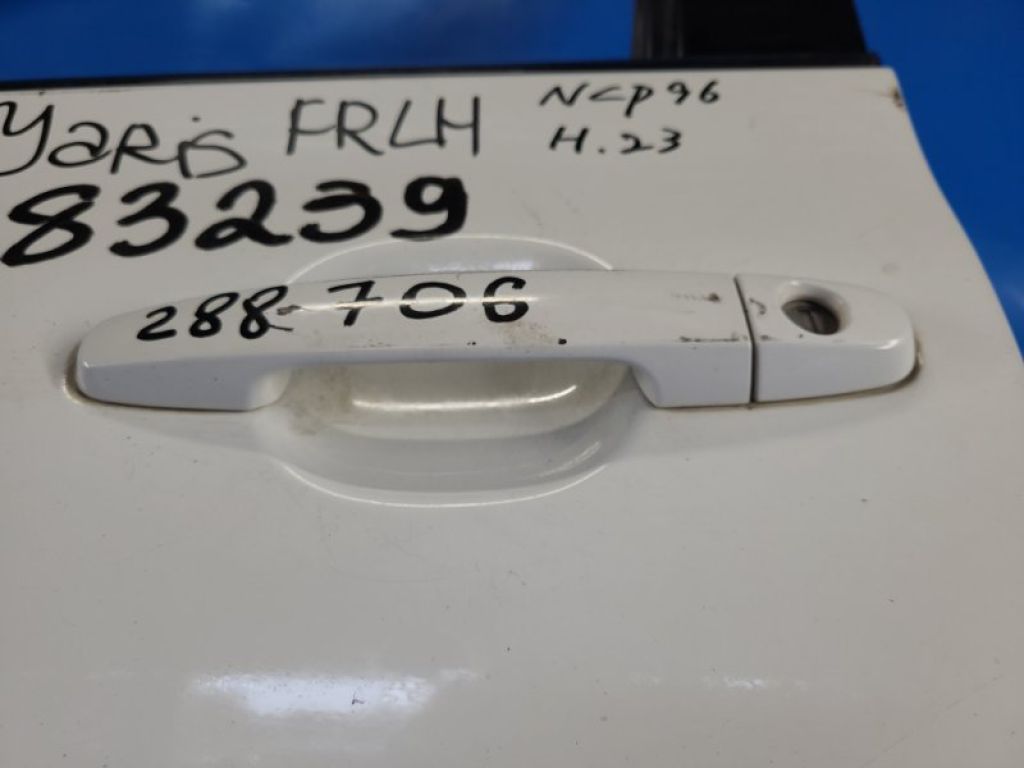 Yaris FRLH NCP96
H.23
83239
288-706